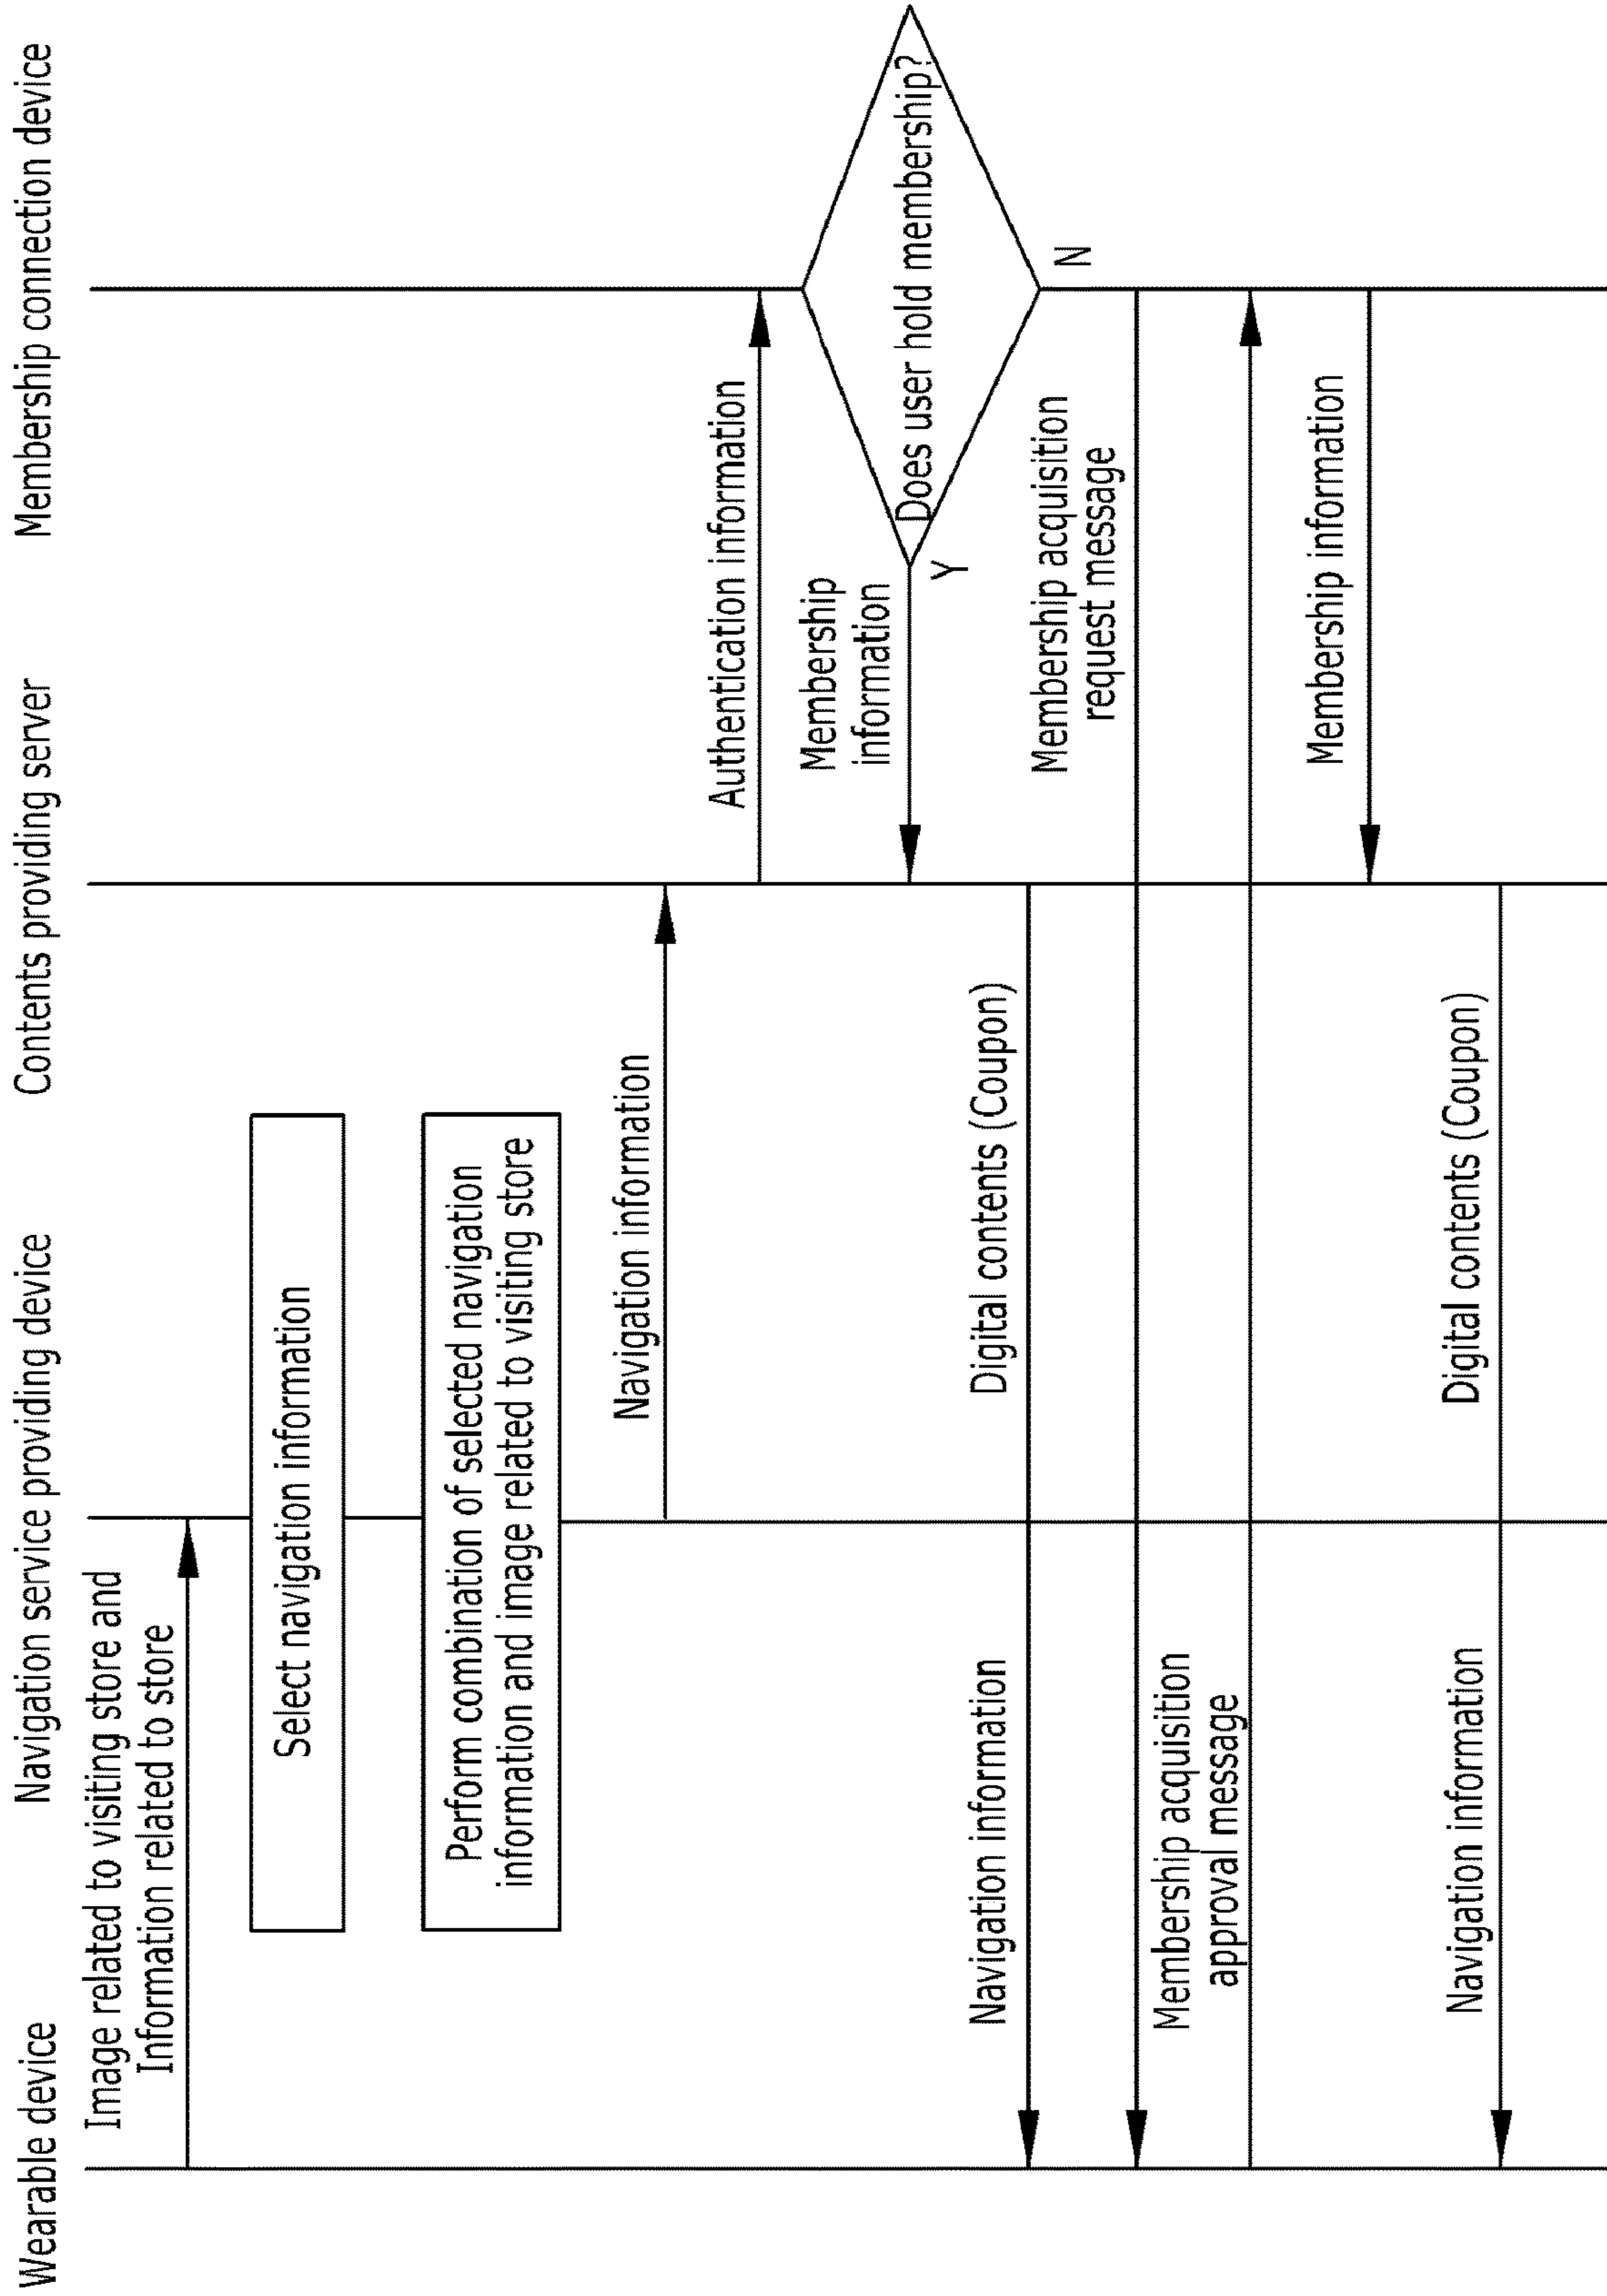 Wearable device
Navigation service providing device
Contents providing server
Membership connection device
Image related to visiting store and
Information related to store
Select navigation information
Perform combination of selected navigation
information and image related to visiting store
Navigation information
Authentication information
Membership
information
Does user hold membership?
Y
N
Navigation information
Digital contents (Coupon)
Membership acquisition
request message
Membership acquisition
approval message
Membership information
Navigation information
Digital contents (Coupon)